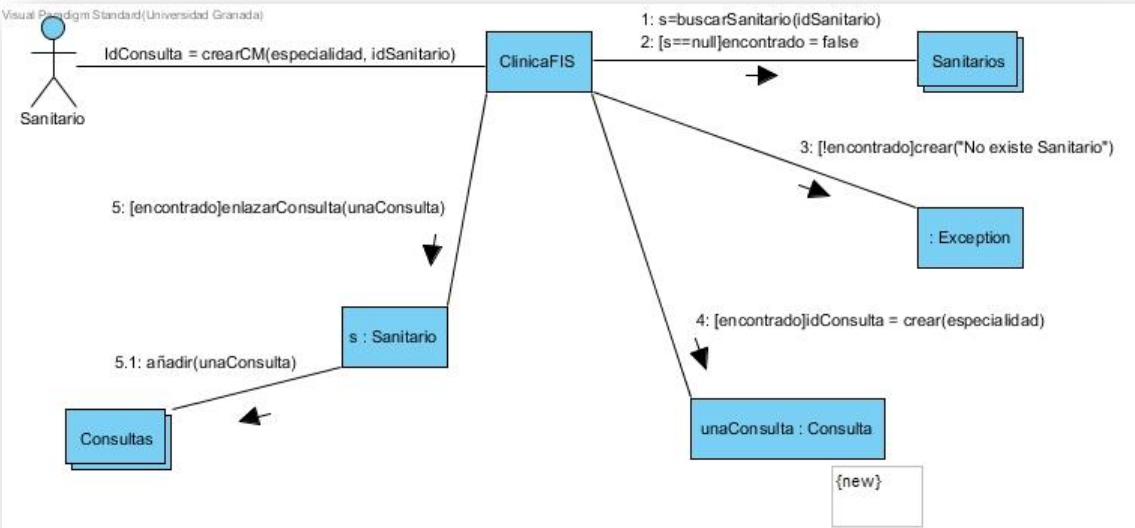 Visual Paradigm Standard(Universidad Granada)
1: s=buscarSanitario(idSanitario)
2: [s==null]encontrado = false
IdConsulta = crearCM(especialidad, idSanitario)
ClinicaFIS
Sanitarios
Sanitario
3: [!encontrado]crear("No existe Sanitario")
5: [encontrado]enlazarConsulta(unaConsulta)
: Exception
4: [encontrado]idConsulta = crear(especialidad)
s : Sanitario
5.1: añadir(unaConsulta)
unaConsulta : Consulta
Consultas
{new}